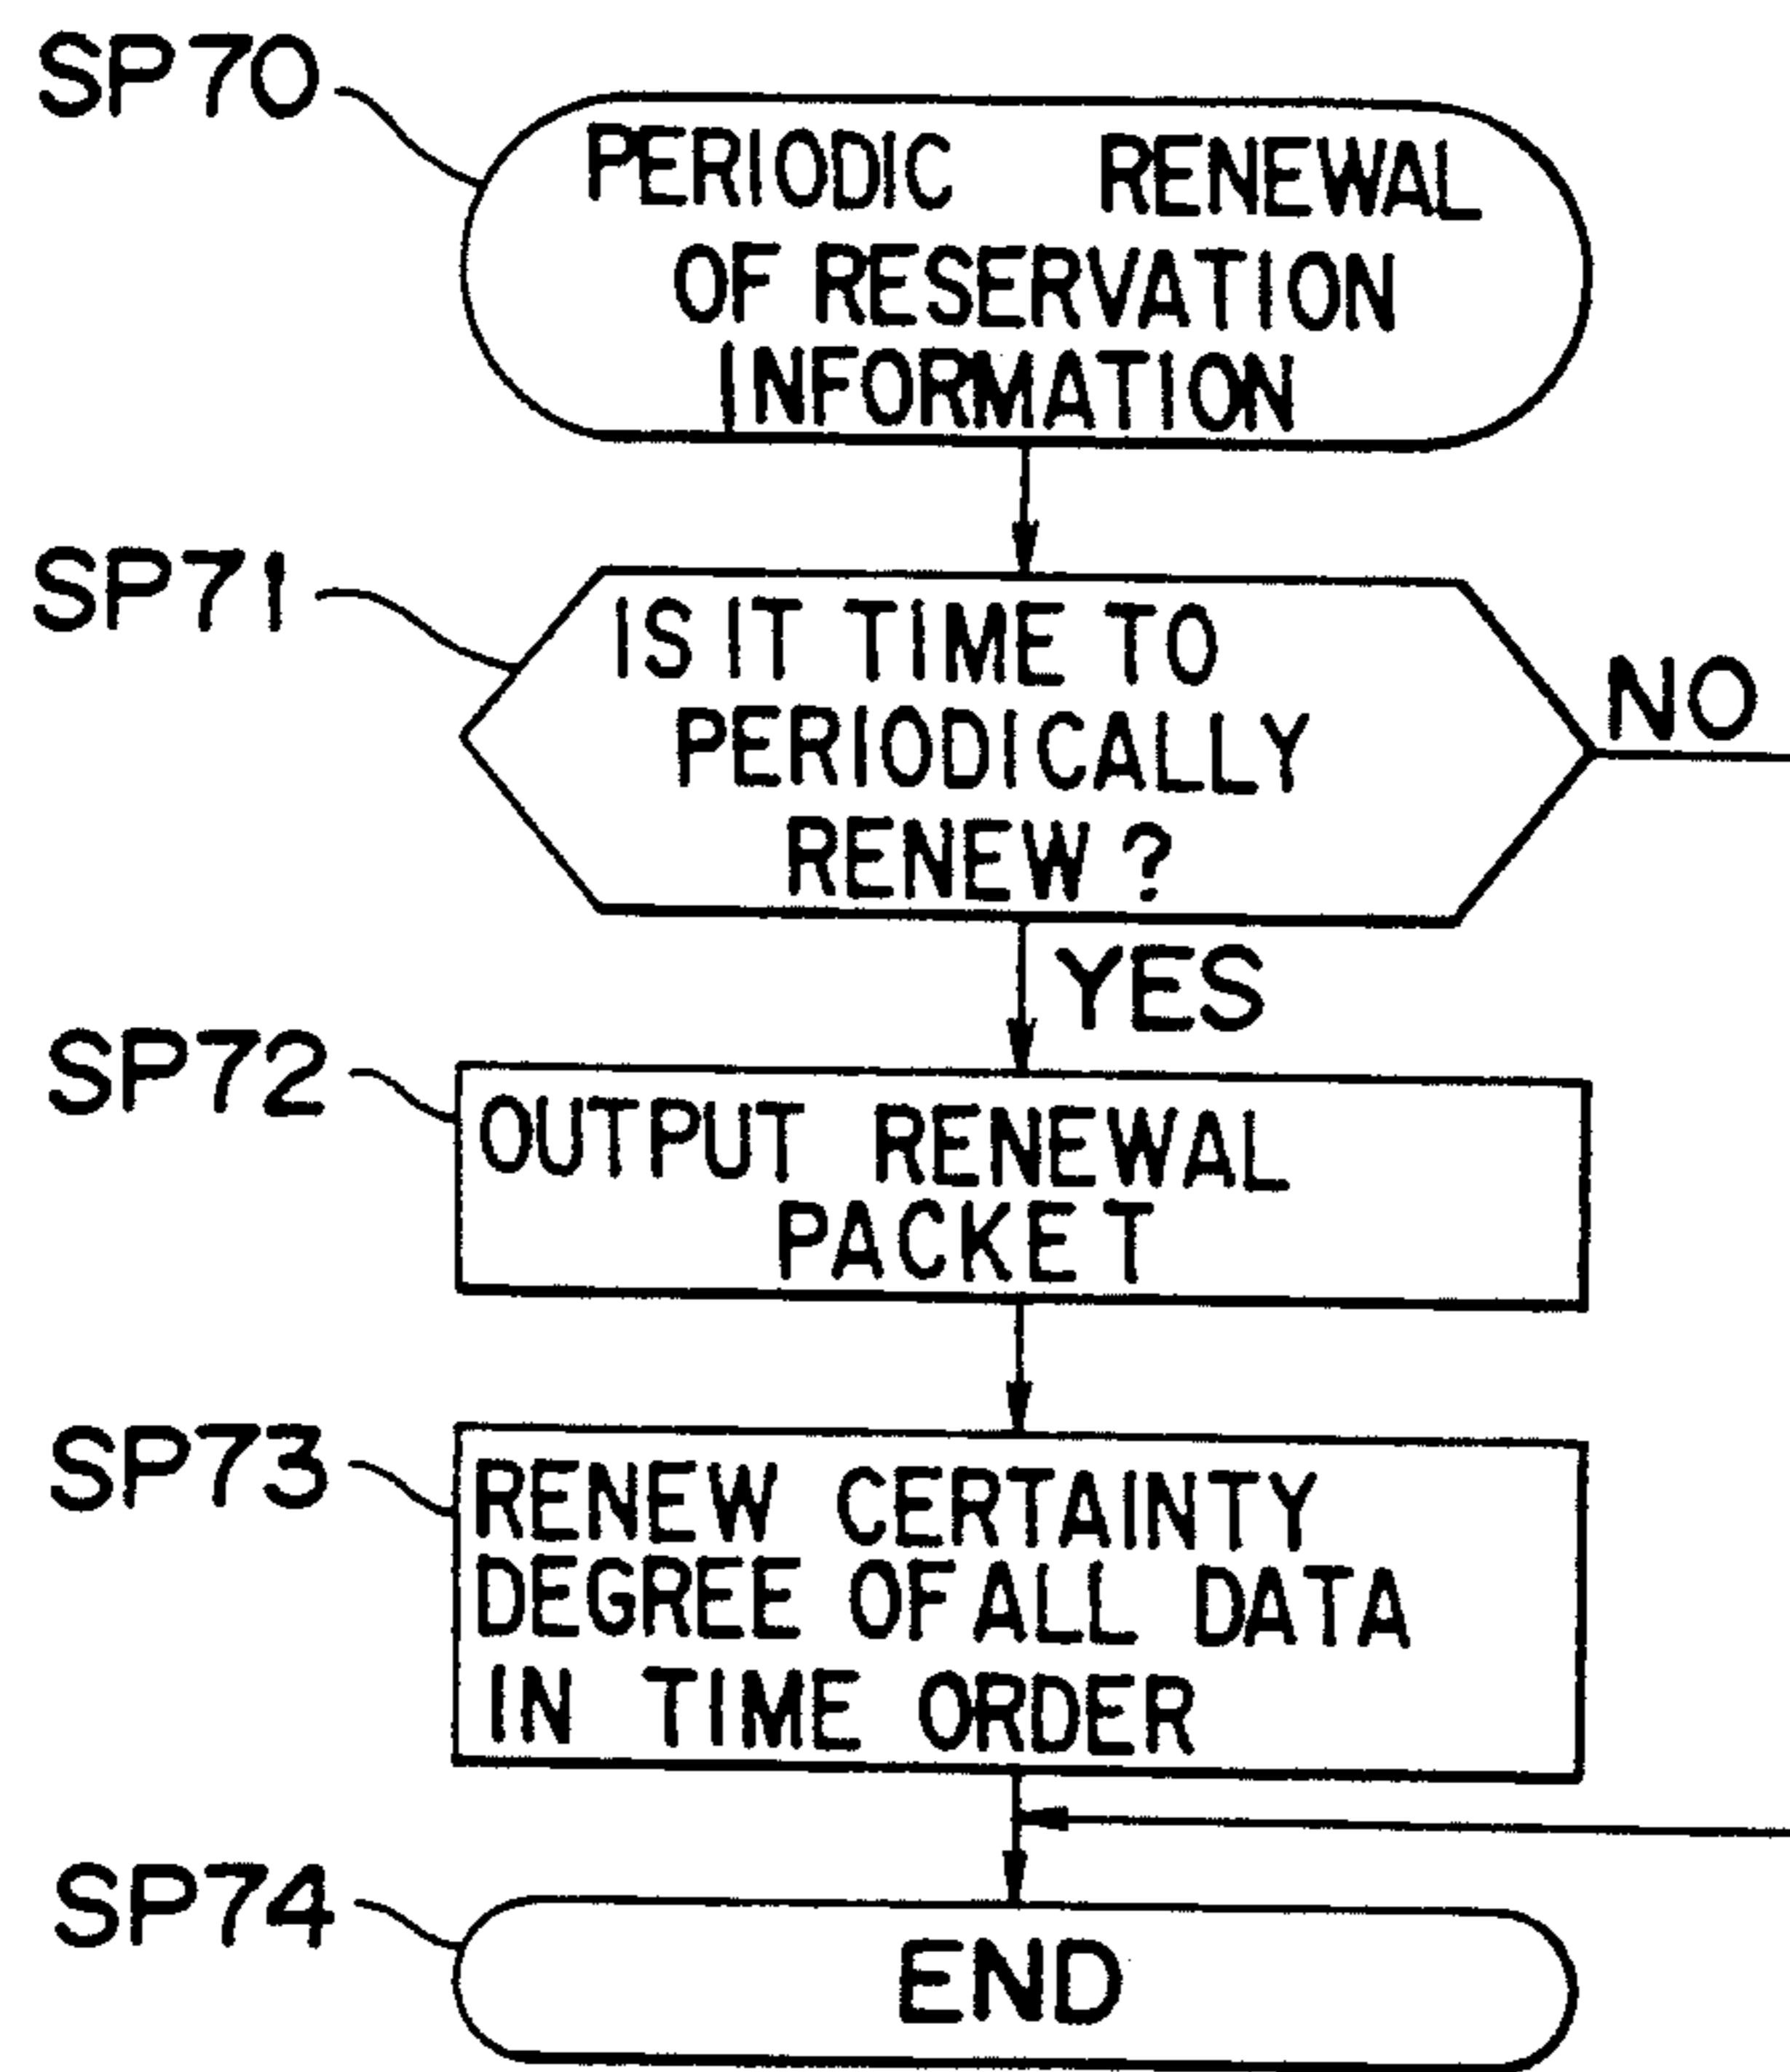 SP70
PERIODIC RENEWAL
OF RESERVATION
INFORMATION
SP71
IS IT TIME TO
PERIODICALLY
RENEW?
NO
YES
SP72
OUTPUT RENEWAL
PACKET
SP73
RENEW CERTAINTY
DEGREE OF ALL DATA
IN TIME ORDER
SP74
END